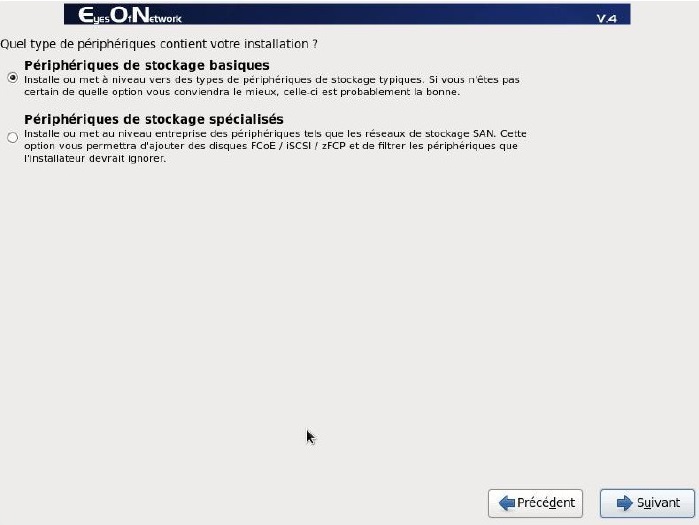 EyesOfNetwork
V.4
Quel type de périphériques contient votre installation ?
Périphériques de stockage basiques
Installe ou met à niveau vers des types de périphériques de stockage typiques. Si vous n'êtes pas
certain de quelle option vous conviendra le mieux, celle-ci est probablement la bonne.
Périphériques de stockage spécialisés
Installe ou met au niveau entreprise des périphériques tels que les réseaux de stockage SAN. Cette
option vous permettra d'ajouter des disques FCoE / iSCSI / zFCP et de filtrer les périphériques que
l'installateur devrait ignorer.
Précédent
Suivant